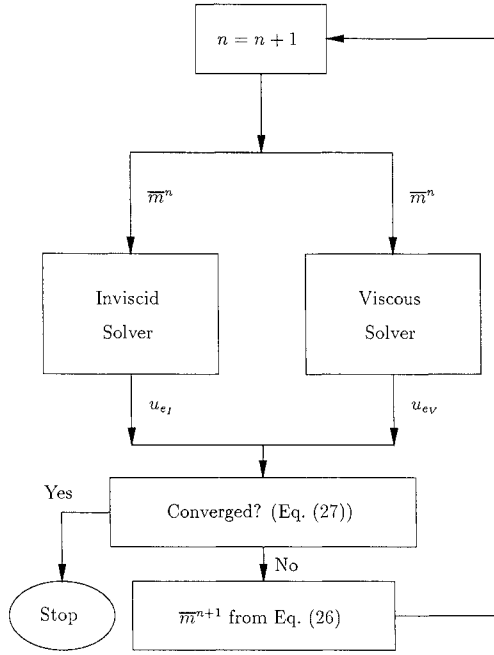 n = n + 1
m̅ⁿ
m̅ⁿ
Inviscid
Solver
Viscous
Solver
u_{e_I}
u_{e_V}
Yes
Converged? (Eq. (27))
No
Stop
m̅ⁿ⁺¹ from Eq. (26)